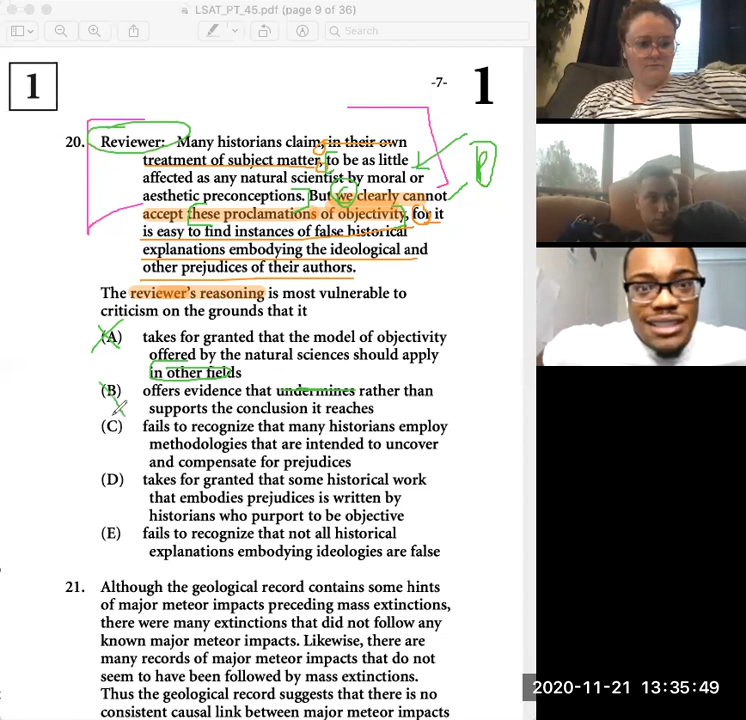 LSAT_PT_45.pdf (page 9 of 36)
Search
1
-7-
1
20. Reviewer: Many historians claim, in their own
treatment of subject matter, to be as little
affected as any natural scientist by moral or
aesthetic preconceptions. But we clearly cannot
accept these proclamations of objectivity, for it
is easy to find instances of false historical
explanations embodying the ideological and
other prejudices of their authors.
The reviewer's reasoning is most vulnerable to
criticism on the grounds that it
(A) takes for granted that the model of objectivity
offered by the natural sciences should apply
in other fields
(B) offers evidence that undermines rather than
supports the conclusion it reaches
(C) fails to recognize that many historians employ
methodologies that are intended to uncover
and compensate for prejudices
(D) takes for granted that some historical work
that embodies prejudices is written by
historians who purport to be objective
(E) fails to recognize that not all historical
explanations embodying ideologies are false
21. Although the geological record contains some hints
of major meteor impacts preceding mass extinctions,
there were many extinctions that did not follow any
known major meteor impacts. Likewise, there are
many records of major meteor impacts that do not
seem to have been followed by mass extinctions.
Thus the geological record suggests that there is no
consistent causal link between major meteor impacts
P
C
2020-11-21 13:35:49